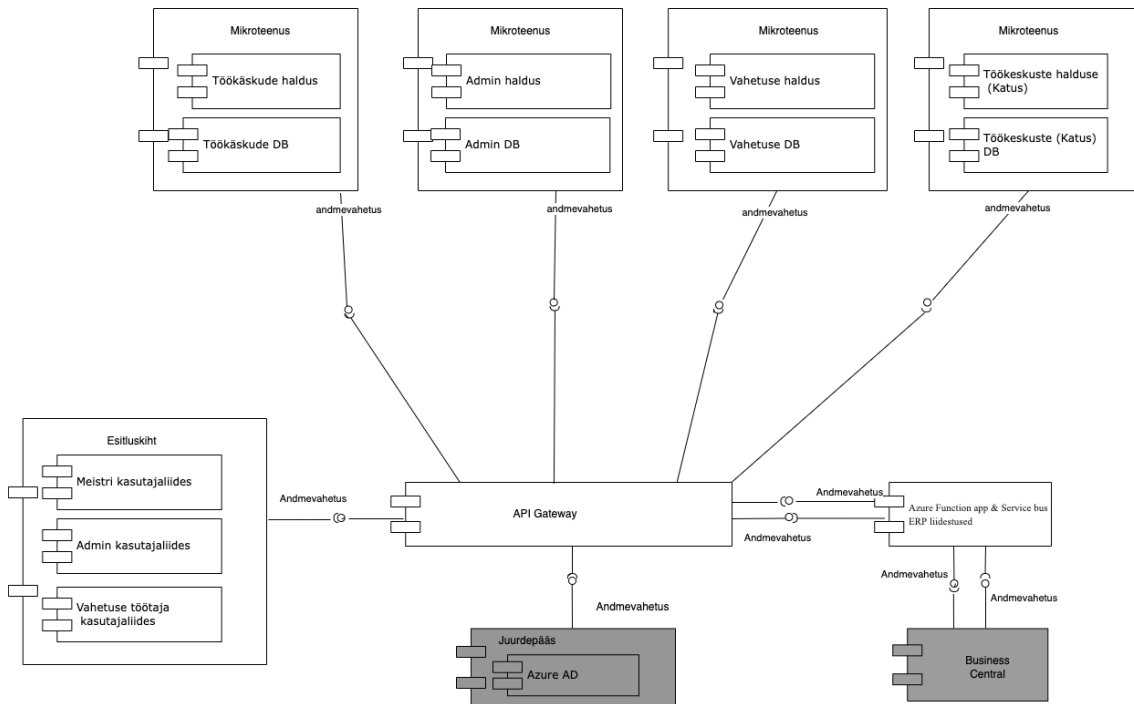 Mikroteenus
Töökäskude haldus
Töökäskude DB
Mikroteenus
Admin haldus
Admin DB
Mikroteenus
Vahetuse haldus
Vahetuse DB
Mikroteenus
Töökeskuste halduse
(Katus)
Töökeskuste (Katus)
DB
andmevahetus
andmevahetus
andmevahetus
andmevahetus
Esitluskiht
Meistri kasutajaliides
Admin kasutajaliides
Vahetuse töötaja
kasutajaliides
Andmevahetus
API Gateway
Andmevahetus
Andmevahetus
Azure Function app & Service bus
ERP liidestused
Andmevahetus
Andmevahetus
Andmevahetus
Juurdepääs
Azure AD
Business
Central